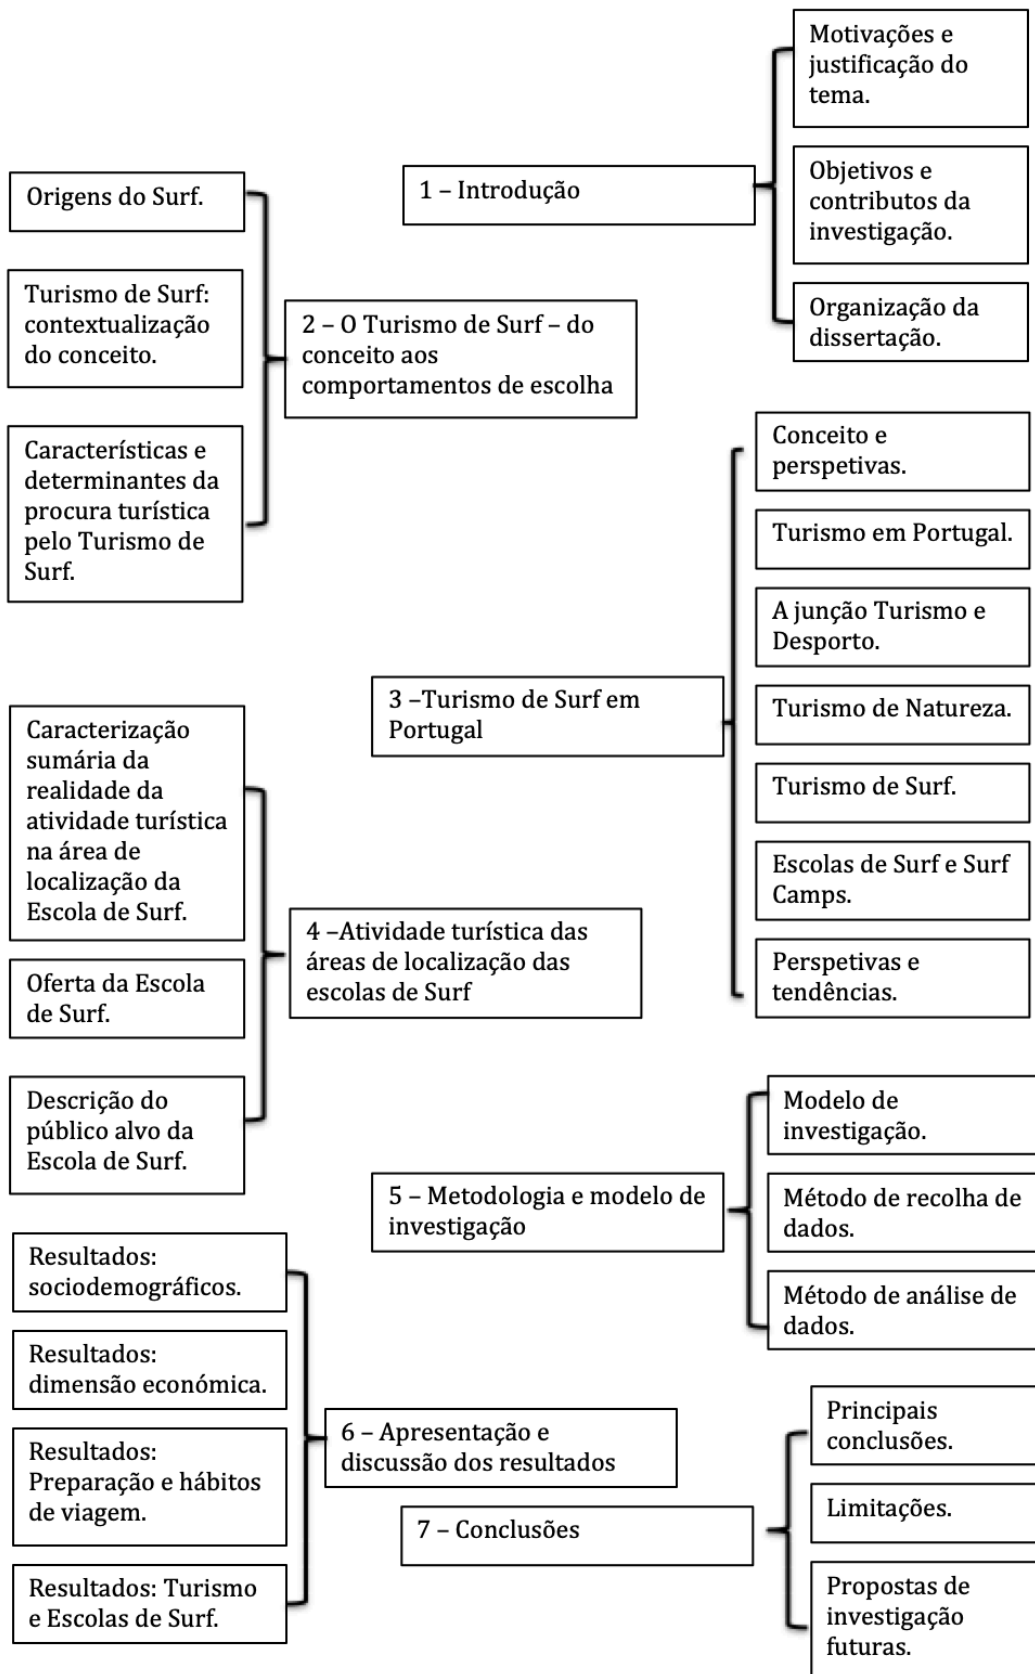 1 – Introdução
Motivações e
justificação do
tema.
Objetivos e
contributos da
investigação.
Organização da
dissertação.
2 – O Turismo de Surf – do
conceito aos
comportamentos de escolha
Origens do Surf.
Turismo de Surf:
contextualização
do conceito.
Características e
determinantes da
procura turística
pelo Turismo de
Surf.
3 –Turismo de Surf em
Portugal
Conceito e
perspetivas.
Turismo em Portugal.
A junção Turismo e
Desporto.
Turismo de Natureza.
Turismo de Surf.
Escolas de Surf e Surf
Camps.
Perspetivas e
tendências.
4 –Atividade turística das
áreas de localização das
escolas de Surf
Caracterização
sumária da
realidade da
atividade turística
na área de
localização da
Escola de Surf.
Oferta da Escola
de Surf.
Descrição do
público alvo da
Escola de Surf.
5 – Metodologia e modelo de
investigação
Modelo de
investigação.
Método de recolha de
dados.
Método de análise de
dados.
6 – Apresentação e
discussão dos resultados
Resultados:
sociodemográficos.
Resultados:
dimensão económica.
Resultados:
Preparação e hábitos
de viagem.
Resultados: Turismo
e Escolas de Surf.
7 – Conclusões
Principais
conclusões.
Limitações.
Propostas de
investigação
futuras.